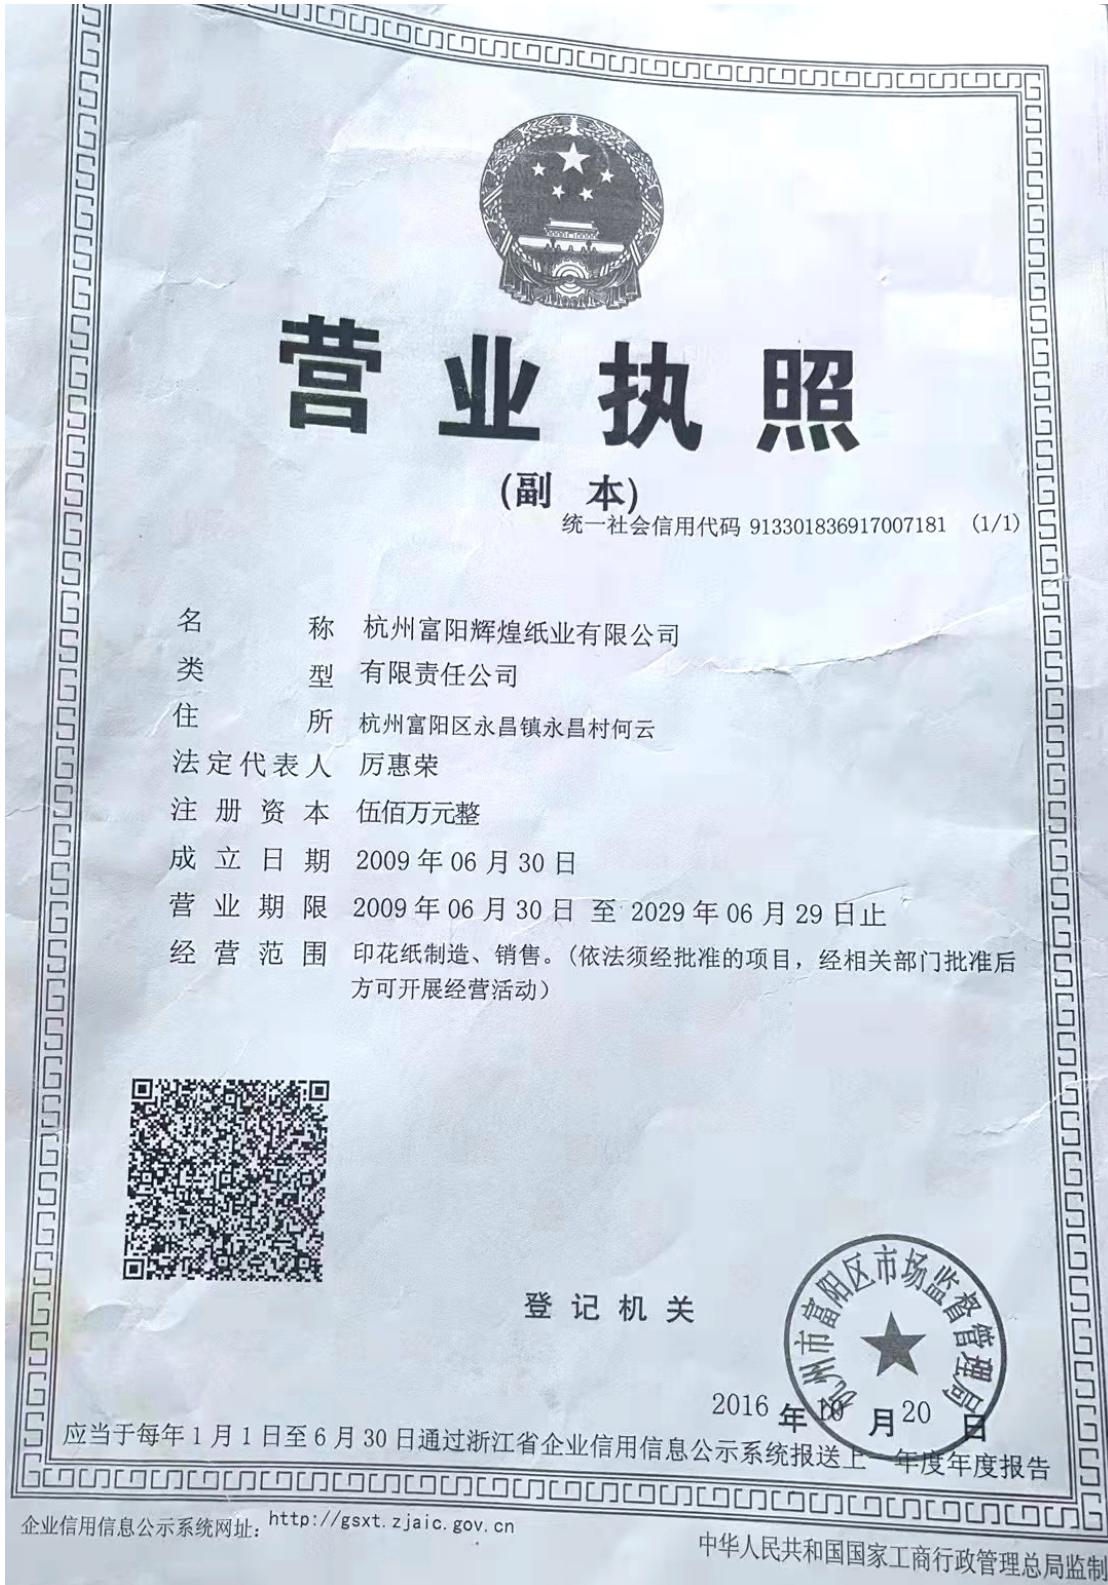 营业执照
(副 本)
统一社会信用代码 913301836917007181 (1/1)
名 称 杭州富阳辉煌纸业有限公司
类 型 有限责任公司
住 所 杭州富阳区永昌镇永昌村何云
法定代表人 厉惠荣
注册资本 伍佰万元整
成立日期 2009年06月30日
营业期限 2009年06月30日 至 2029年06月29日止
经营范围 印花纸制造、销售。(依法须经批准的项目，经相关部门批准后
方可开展经营活动)
杭州市富阳区市场监督管理局
登记机关
2016年10月20日
应当于每年1月1日至6月30日通过浙江省企业信用信息公示系统报送上一年度年度报告
企业信用信息公示系统网址：http://gsxt.zjaic.gov.cn
中华人民共和国国家工商行政管理总局监制